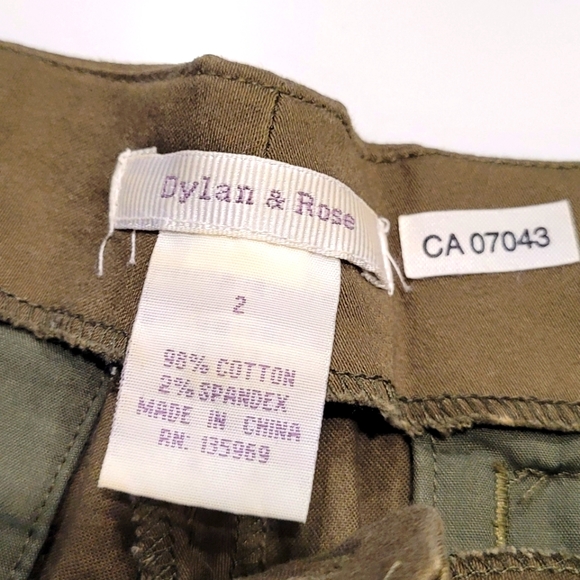 Dylan & Rose
CA 07043
2
98% COTTON
2% SPANDEX
MADE IN CHINA
RN: 135969